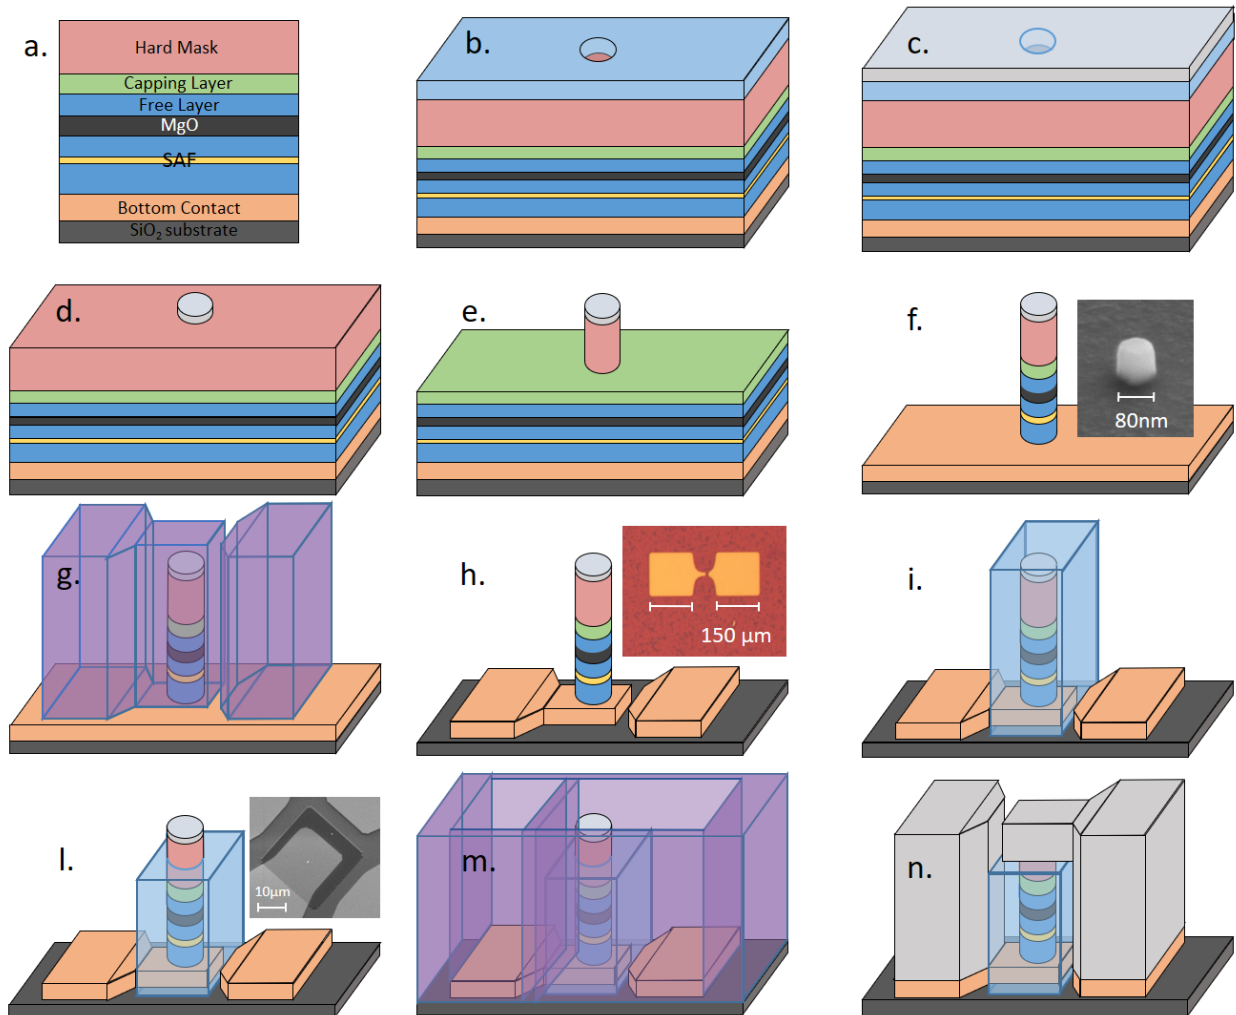 a.
Hard Mask
Capping Layer
Free Layer
MgO
SAF
Bottom Contact
SiO₂ substrate
b.
c.
d.
e.
f.
80nm
g.
h.
150 μm
i.
l.
10μm
m.
n.